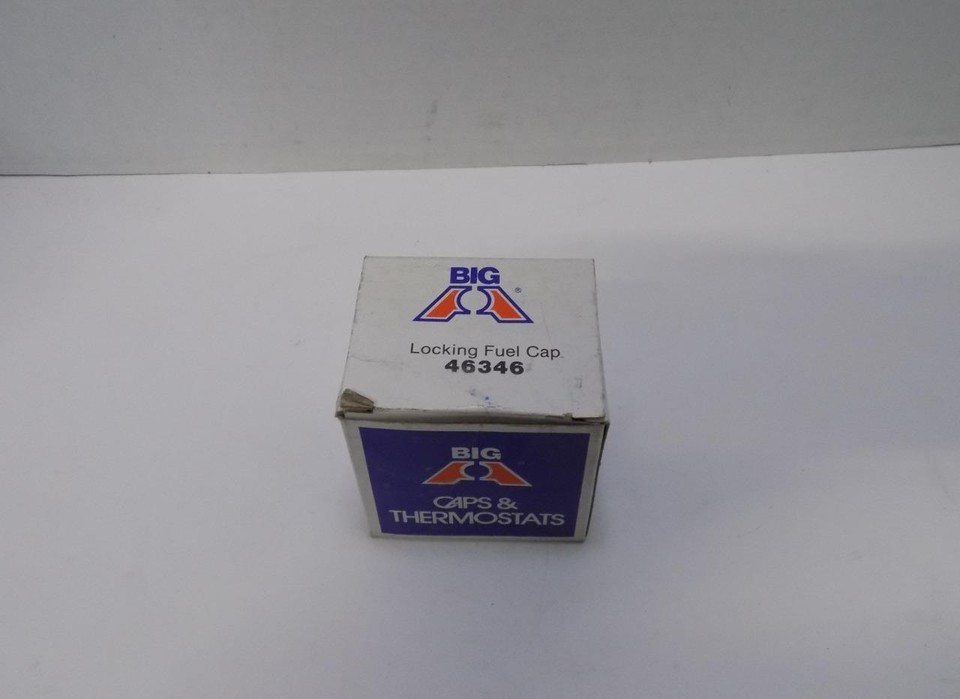 BIG
®
Locking Fuel Cap
46346
BIG
CAPS &
THERMOSTATS